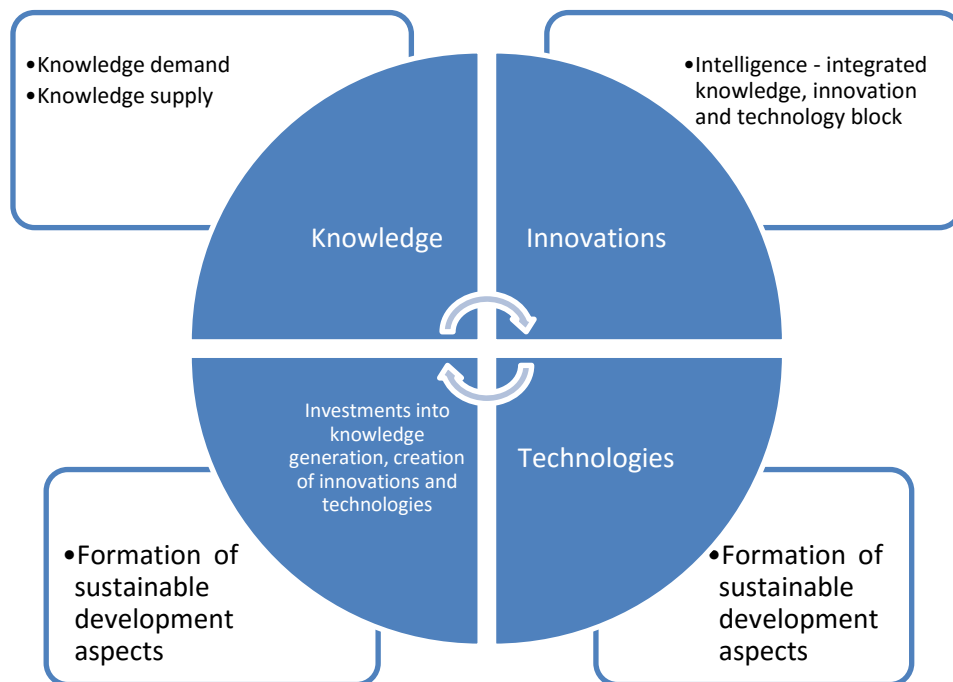 •Knowledge demand
•Knowledge supply
•Intelligence - integrated
knowledge, innovation
and technology block
Knowledge
Innovations
Investments into
knowledge
generation, creation
of innovations and
technologies
Technologies
•Formation of
sustainable
development
aspects
•Formation of
sustainable
development
aspects